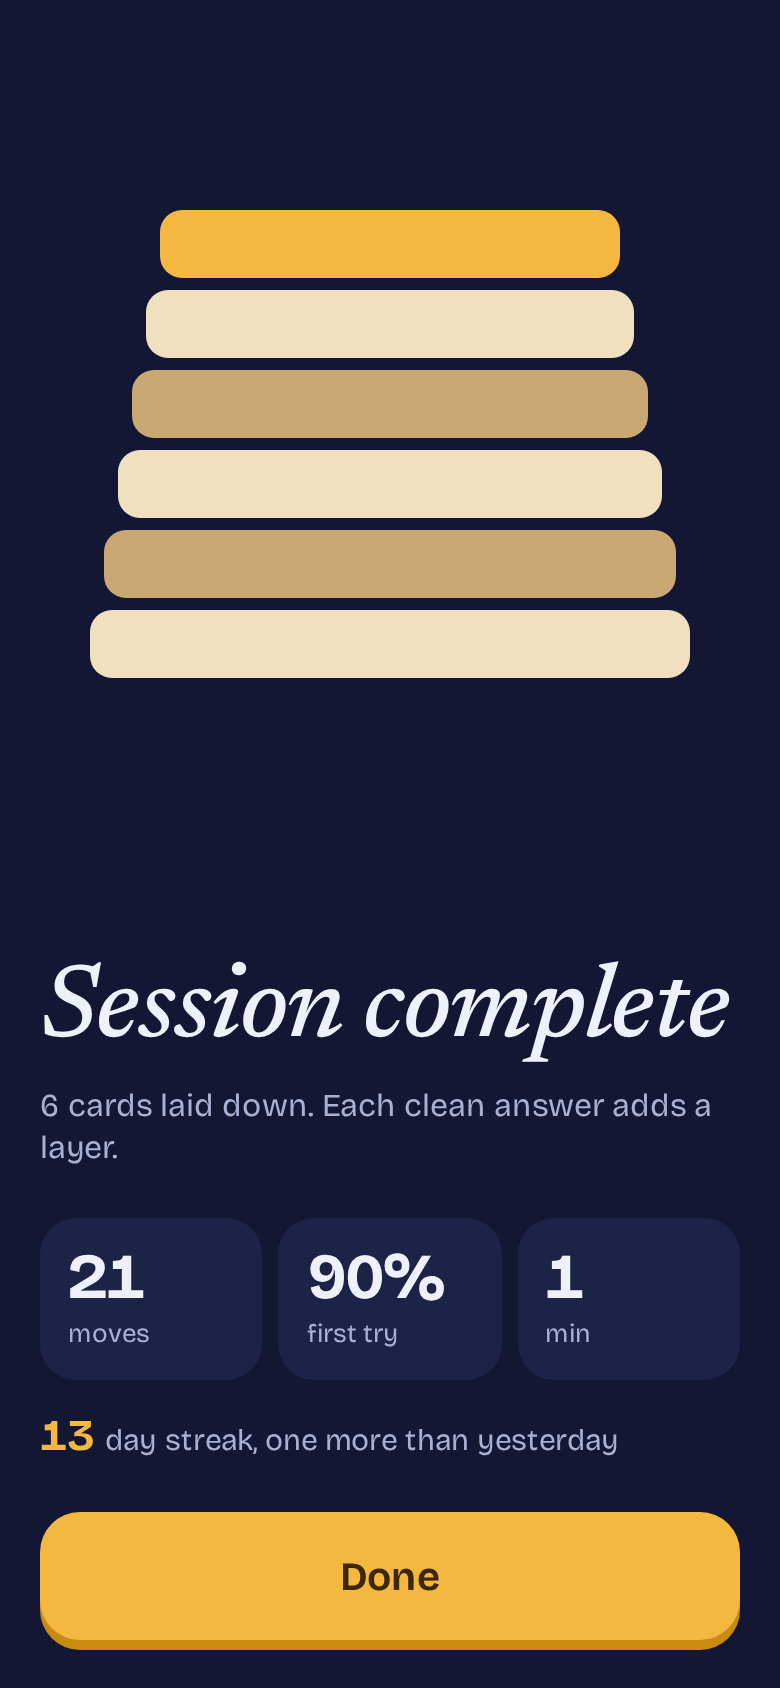 Session complete
6 cards laid down. Each clean answer adds a
layer.
21
moves
90%
first try
1
min
13 day streak, one more than yesterday
Done